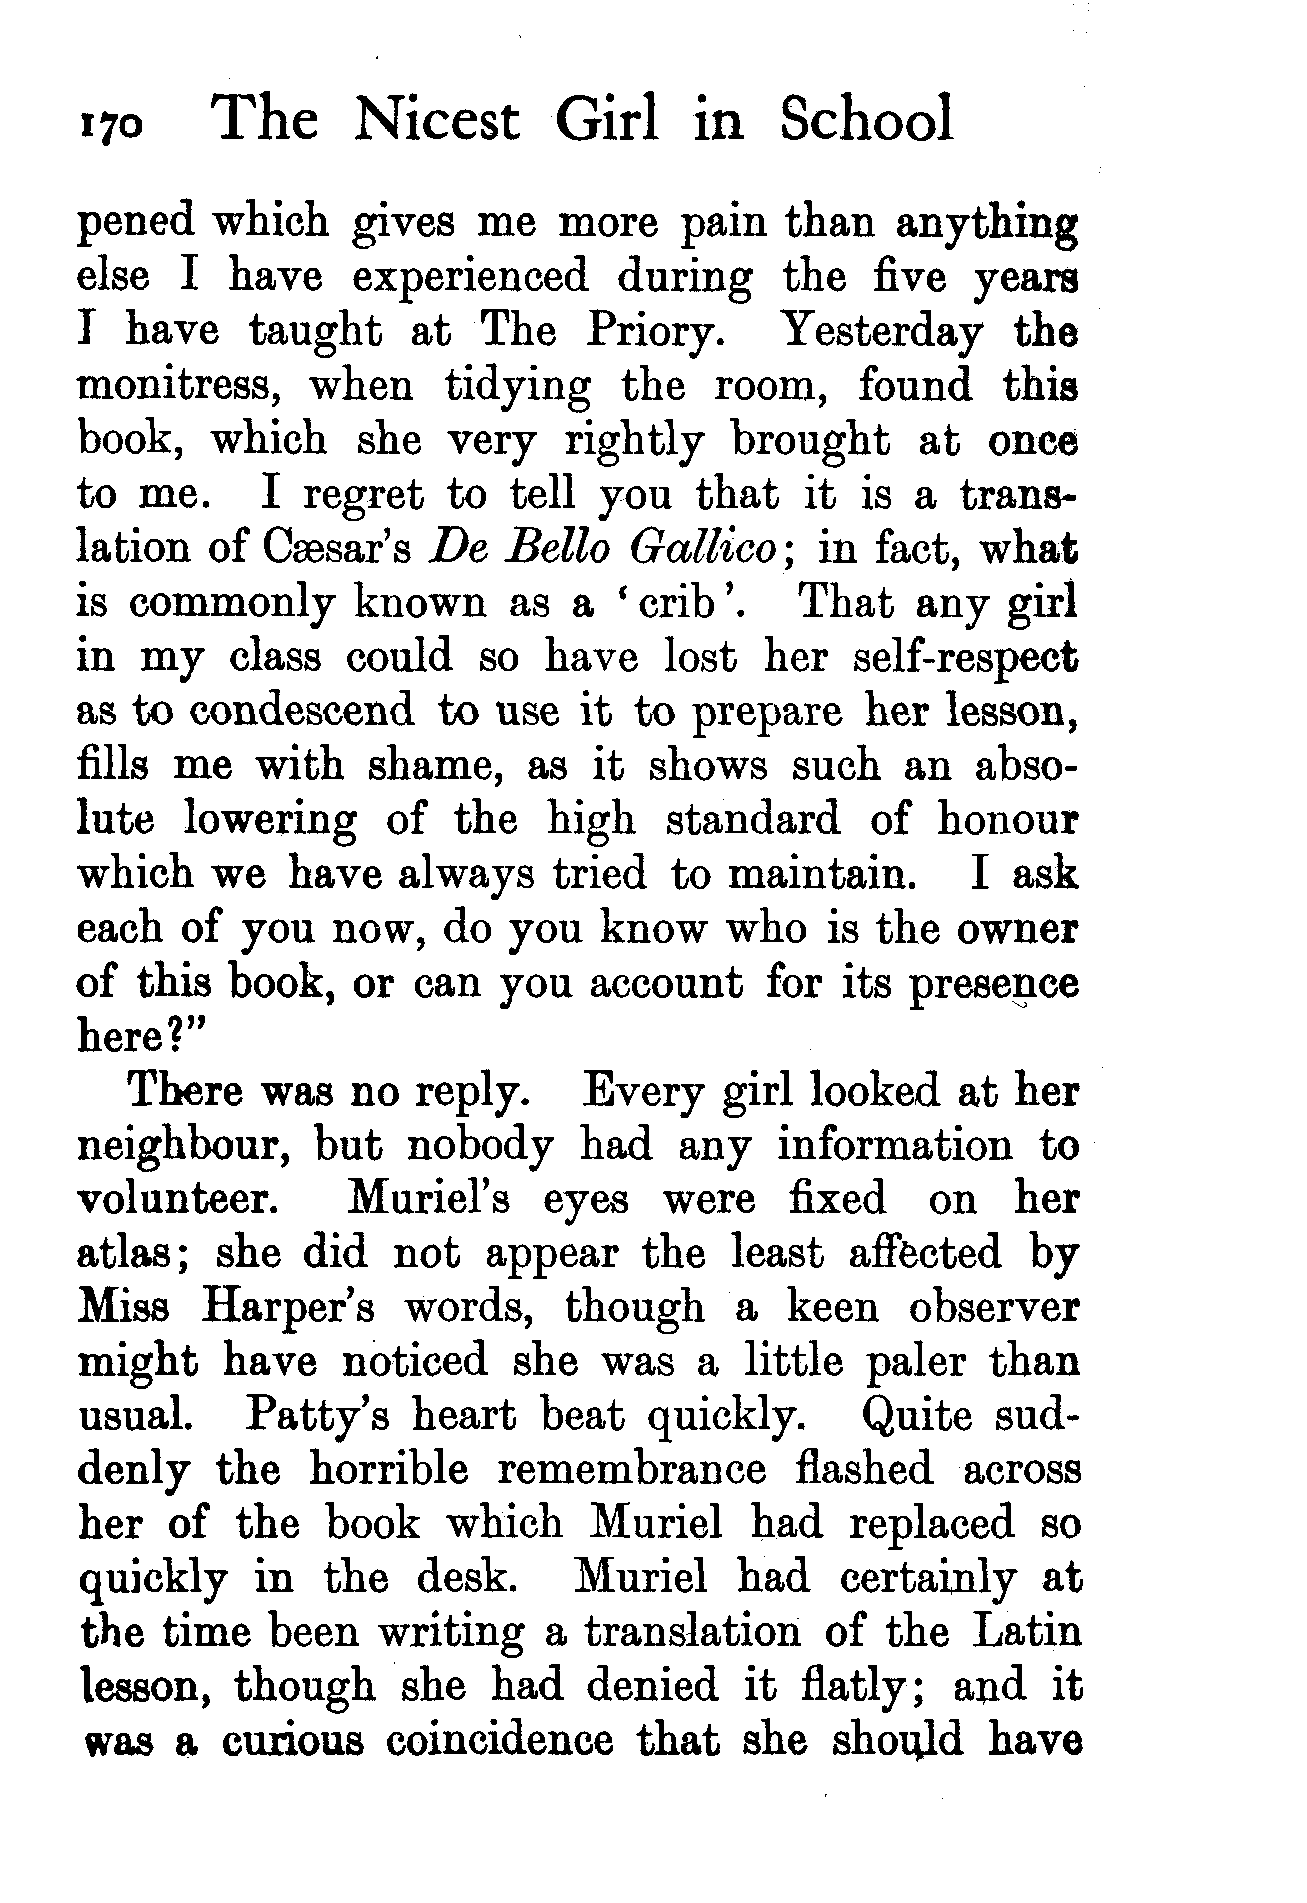 170 The Nicest Girl in School
pened which gives me more pain than anything
else I have experienced during the five years
I have taught at The Priory. Yesterday the
monitress, when tidying the room, found this
book, which she very rightly brought at once
to me. I regret to tell you that it is a trans-
lation of Cæsar's De Bello Gallico; in fact, what
is commonly known as a ‘crib’. That any girl
in my class could so have lost her self-respect
as to condescend to use it to prepare her lesson,
fills me with shame, as it shows such an abso-
lute lowering of the high standard of honour
which we have always tried to maintain. I ask
each of you now, do you know who is the owner
of this book, or can you account for its presence
here?”
There was no reply. Every girl looked at her
neighbour, but nobody had any information to
volunteer. Muriel's eyes were fixed on her
atlas; she did not appear the least affected by
Miss Harper's words, though a keen observer
might have noticed she was a little paler than
usual. Patty's heart beat quickly. Quite sud-
denly the horrible remembrance flashed across
her of the book which Muriel had replaced so
quickly in the desk. Muriel had certainly at
the time been writing a translation of the Latin
lesson, though she had denied it flatly; and it
was a curious coincidence that she should have